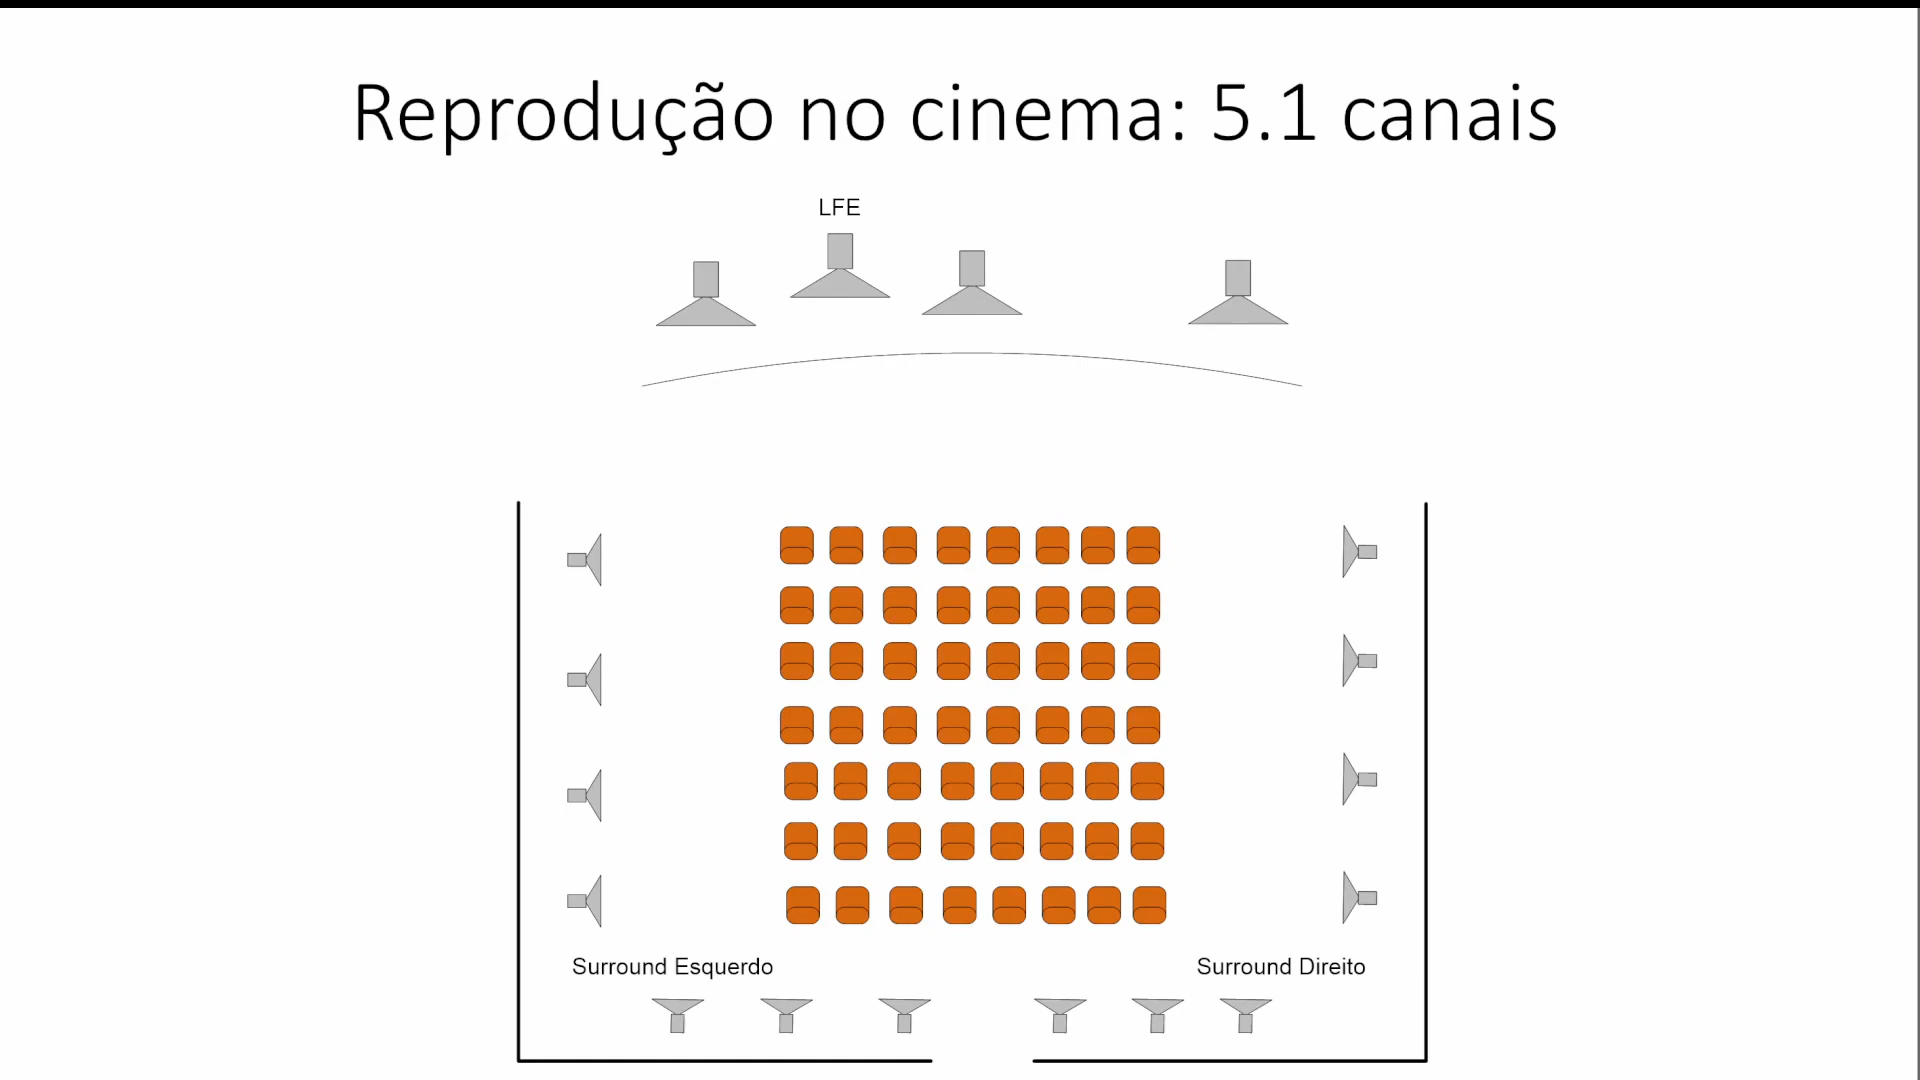 Reprodução no cinema: 5.1 canais
LFE
Surround Esquerdo
Surround Direito